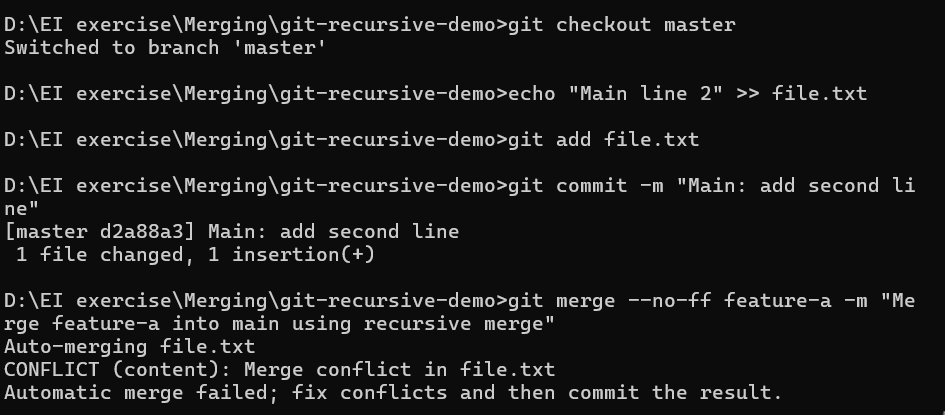 D:\EI exercise\Merging\git-recursive-demo>git checkout master
Switched to branch 'master'
D:\EI exercise\Merging\git-recursive-demo>echo "Main line 2" >> file.txt
D:\EI exercise\Merging\git-recursive-demo>git add file.txt
D:\EI exercise\Merging\git-recursive-demo>git commit -m "Main: add second li
ne"
[master d2a88a3] Main: add second line
 1 file changed, 1 insertion(+)
D:\EI exercise\Merging\git-recursive-demo>git merge --no-ff feature-a -m "Me
rge feature-a into main using recursive merge"
Auto-merging file.txt
CONFLICT (content): Merge conflict in file.txt
Automatic merge failed; fix conflicts and then commit the result.